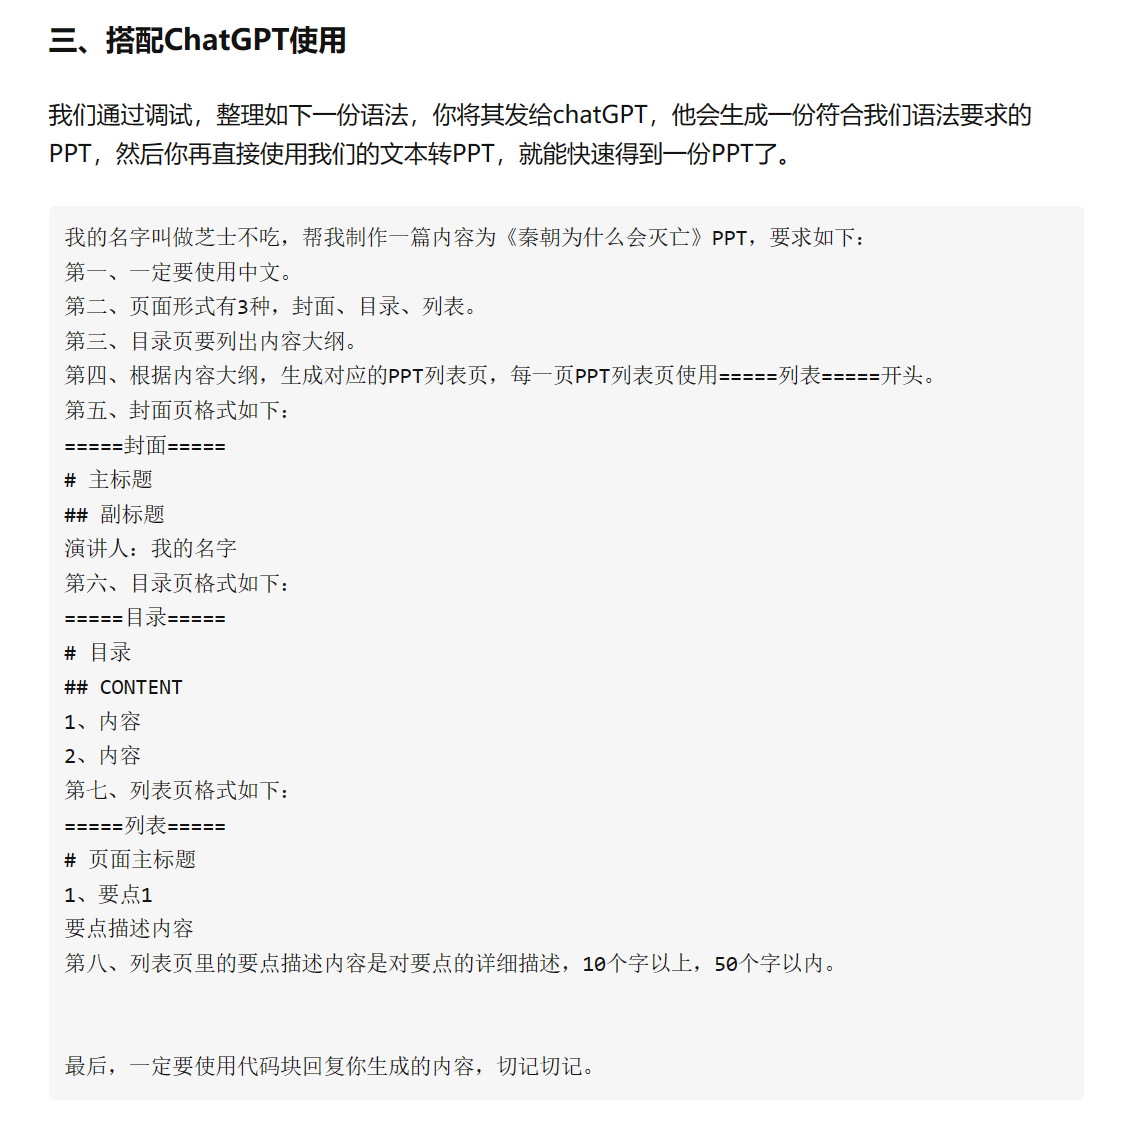 三、搭配ChatGPT使用
我们通过调试，整理如下一份语法，你将其发给chatGPT，他会生成一份符合我们语法要求的
PPT，然后你再直接使用我们的文本转PPT，就能快速得到一份PPT了。
我的名字叫做芝士不吃，帮我制作一篇内容为《秦朝为什么会灭亡》PPT，要求如下：
第一、一定要使用中文。
第二、页面形式有3种，封面、目录、列表。
第三、目录页要列出内容大纲。
第四、根据内容大纲，生成对应的PPT列表页，每一页PPT列表页使用=====列表=====开头。
第五、封面页格式如下：
=====封面=====
# 主标题
## 副标题
演讲人：我的名字
第六、目录页格式如下：
=====目录=====
# 目录
## CONTENT
1、内容
2、内容
第七、列表页格式如下：
=====列表=====
# 页面主标题
1、要点1
要点描述内容
第八、列表页里的要点描述内容是对要点的详细描述，10个字以上，50个字以内。
最后，一定要使用代码块回复你生成的内容，切记切记。